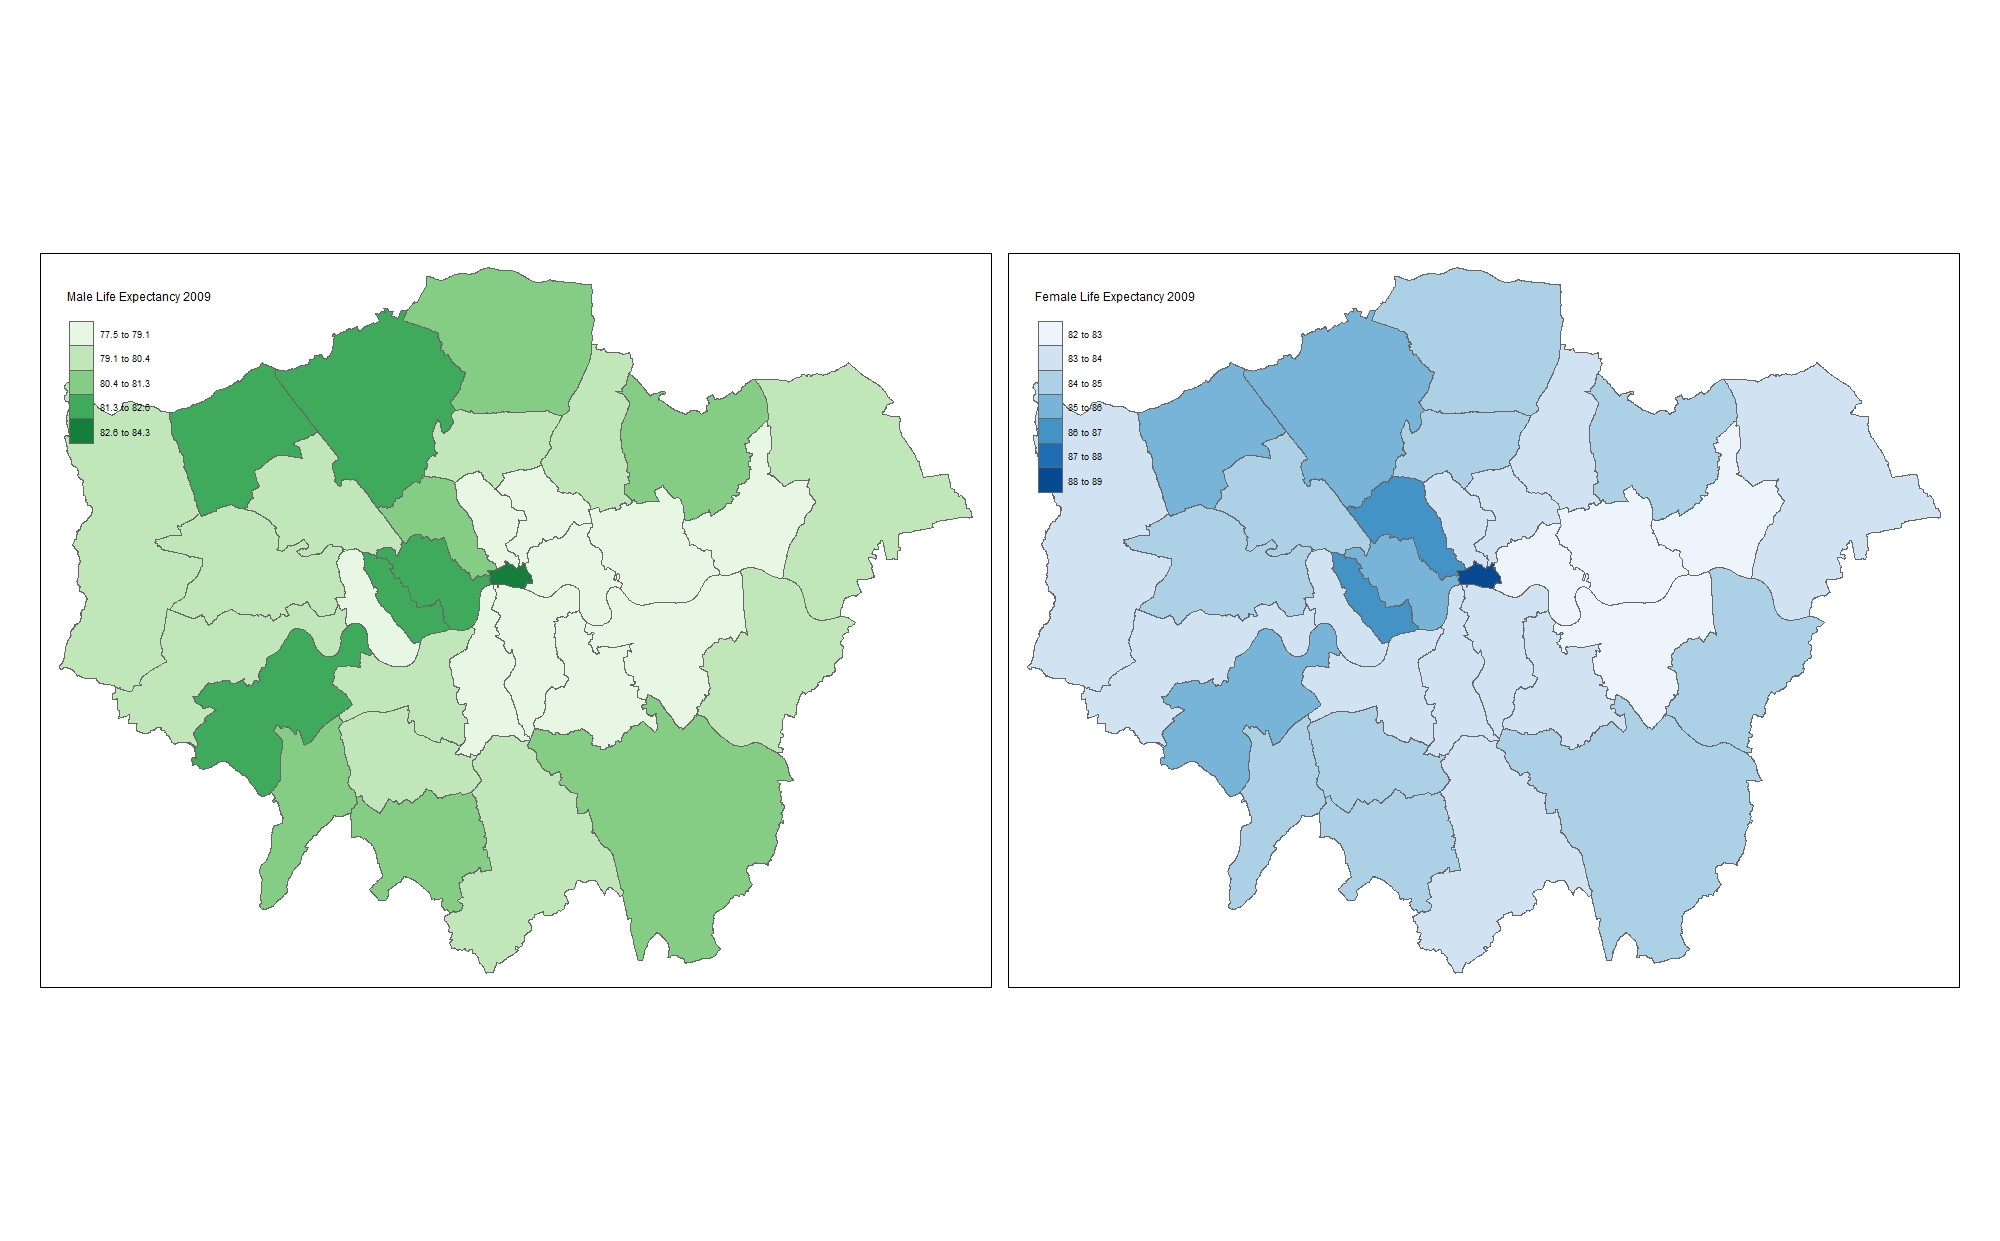 Male Life Expectancy 2009
77.5 to 79.1
79.1 to 80.4
80.4 to 81.3
81.3 to 82.6
82.6 to 84.3
Female Life Expectancy 2009
82 to 83
83 to 84
84 to 85
85 to 86
86 to 87
87 to 88
88 to 89